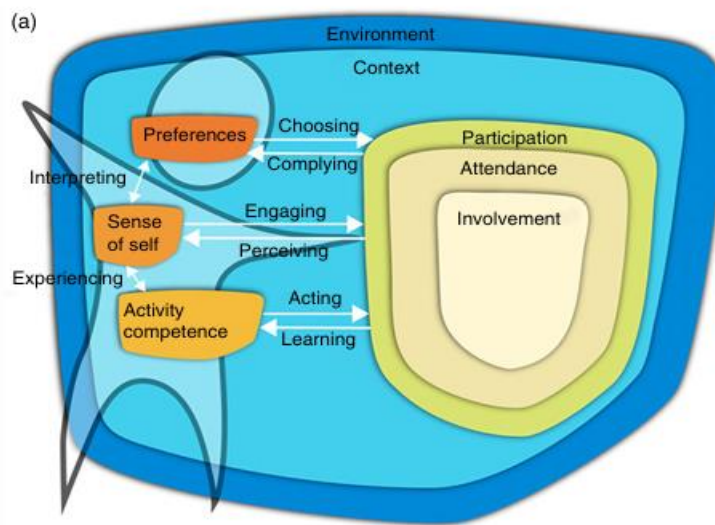 (a)
Environment
Context
Preferences
Choosing
Complying
Participation
Attendance
Interpreting
Sense
of self
Engaging
Perceiving
Involvement
Experiencing
Activity
competence
Acting
Learning